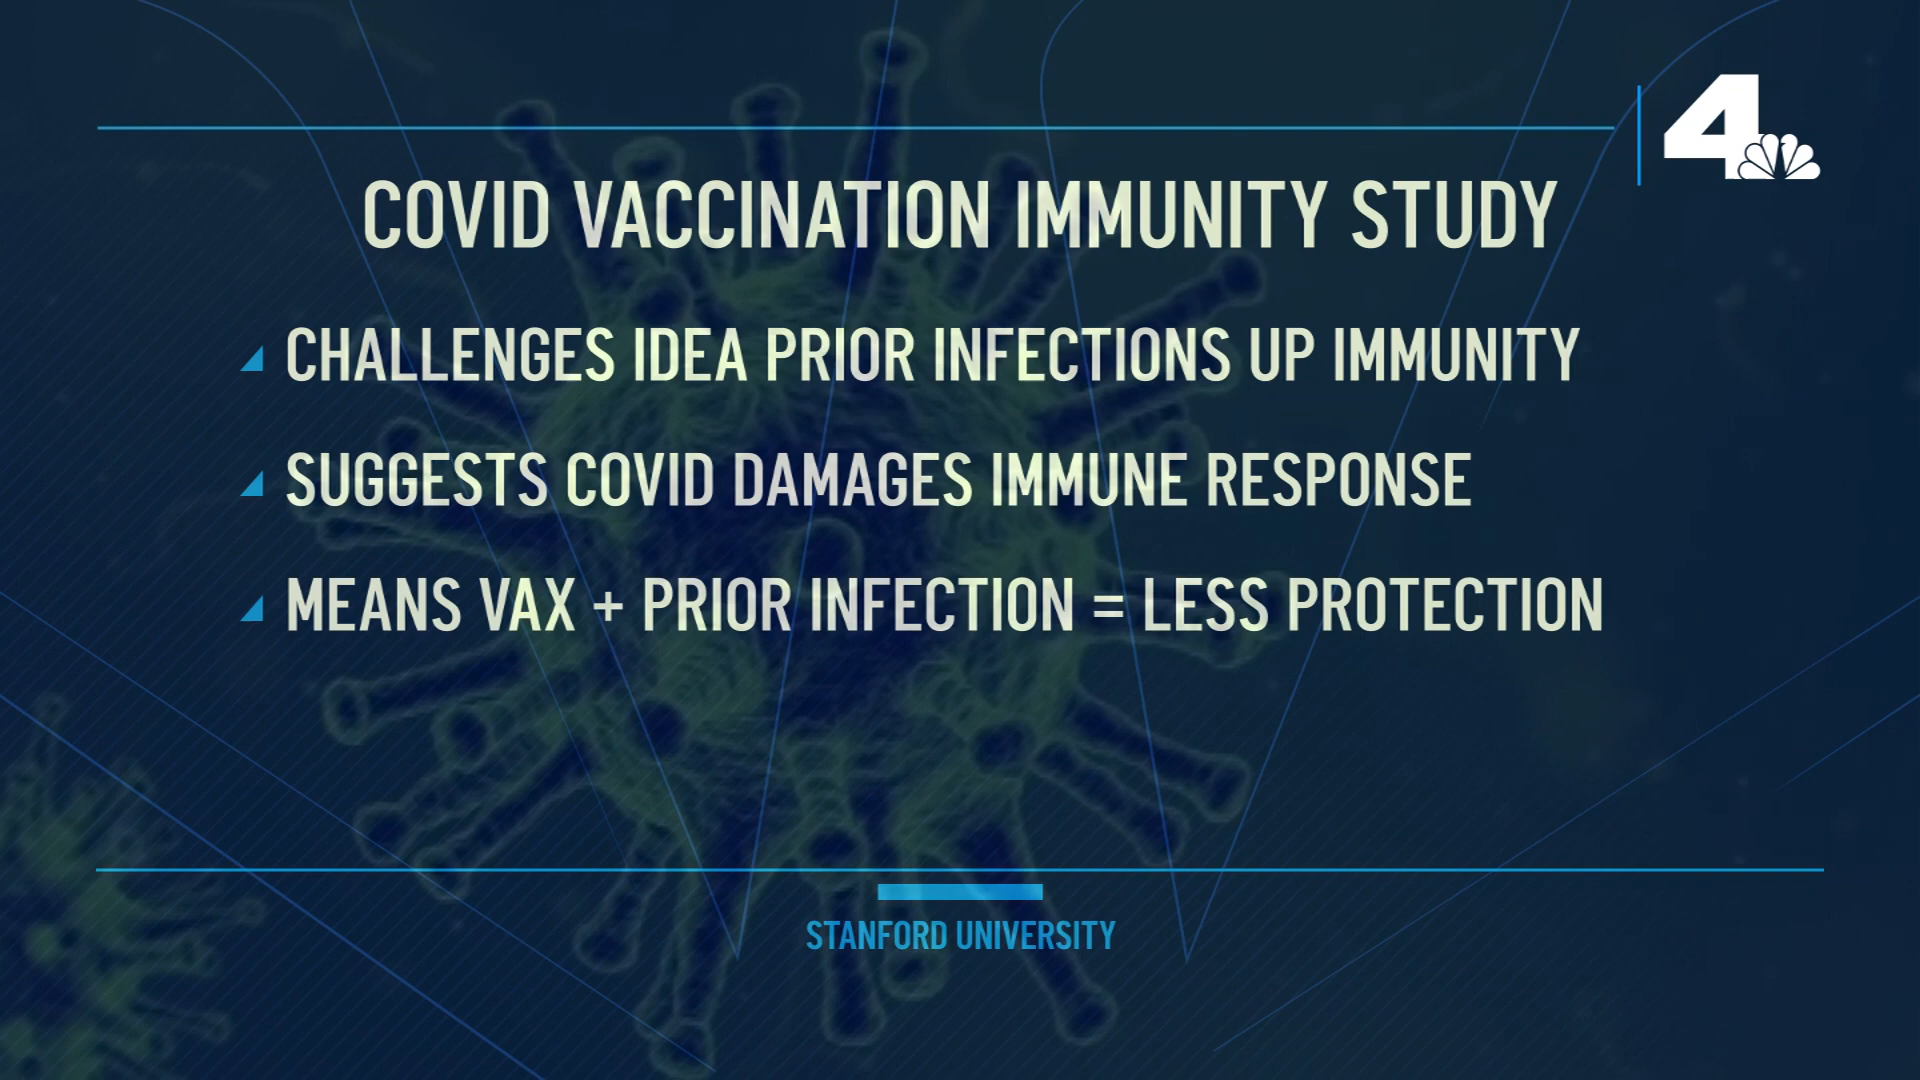 4
COVID VACCINATION IMMUNITY STUDY
CHALLENGES IDEA PRIOR INFECTIONS UP IMMUNITY
SUGGESTS COVID DAMAGES IMMUNE RESPONSE
MEANS VAX + PRIOR INFECTION = LESS PROTECTION
STANFORD UNIVERSITY